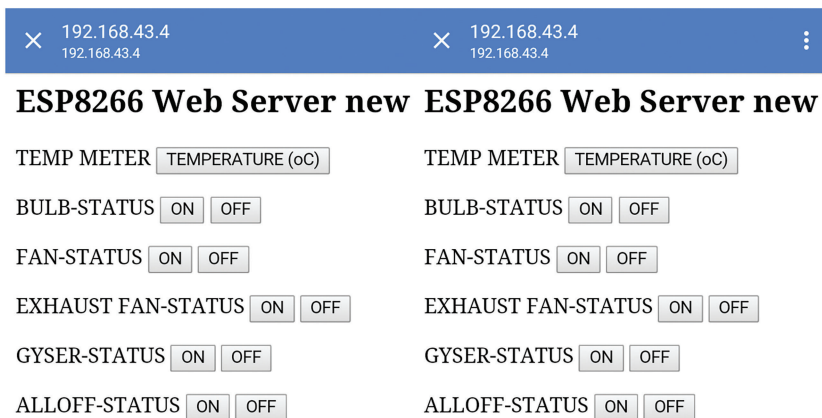 192.168.43.4
192.168.43.4
ESP8266 Web Server new
TEMP METER TEMPERATURE (oC)
BULB-STATUS ON OFF
FAN-STATUS ON OFF
EXHAUST FAN-STATUS ON OFF
GYSER-STATUS ON OFF
ALLOFF-STATUS ON OFF
192.168.43.4
192.168.43.4
ESP8266 Web Server new
TEMP METER TEMPERATURE (oC)
BULB-STATUS ON OFF
FAN-STATUS ON OFF
EXHAUST FAN-STATUS ON OFF
GYSER-STATUS ON OFF
ALLOFF-STATUS ON OFF